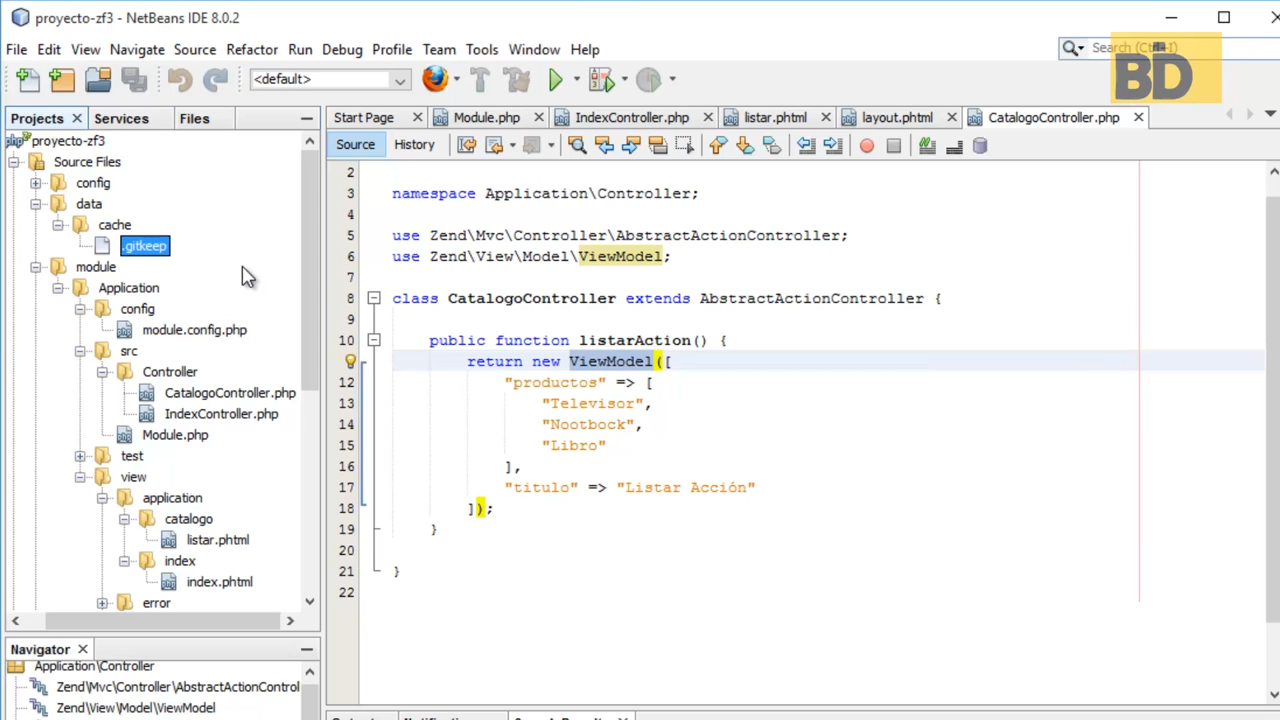 proyecto-zf3 - NetBeans IDE 8.0.2
File Edit View Navigate Source Refactor Run Debug Profile Team Tools Window Help
Search (Ctrl+I)
BD
<default>
Projects Services Files
Start Page Module.php IndexController.php listar.phtml layout.phtml CatalogoController.php
Source History
proyecto-zf3
Source Files
config
data
cache
.gitkeep
module
Application
config
module.config.php
src
Controller
CatalogoController.php
IndexController.php
Module.php
test
view
application
catalogo
listar.phtml
index
index.phtml
error
2
3 namespace Application\Controller;
4
5 use Zend\Mvc\Controller\AbstractActionController;
6 use Zend\View\Model\ViewModel;
7
8 class CatalogoController extends AbstractActionController {
9
10 public function listarAction() {
return new ViewModel([
12 "productos" => [
13 "Televisor",
14 "Nootbock",
15 "Libro"
16 ],
17 "titulo" => "Listar Acción"
18 ]);
19 }
20
21 }
22
Navigator
Application\Controller
Zend\Mvc\Controller\AbstractActionControl
Zend\View\Model\ViewModel